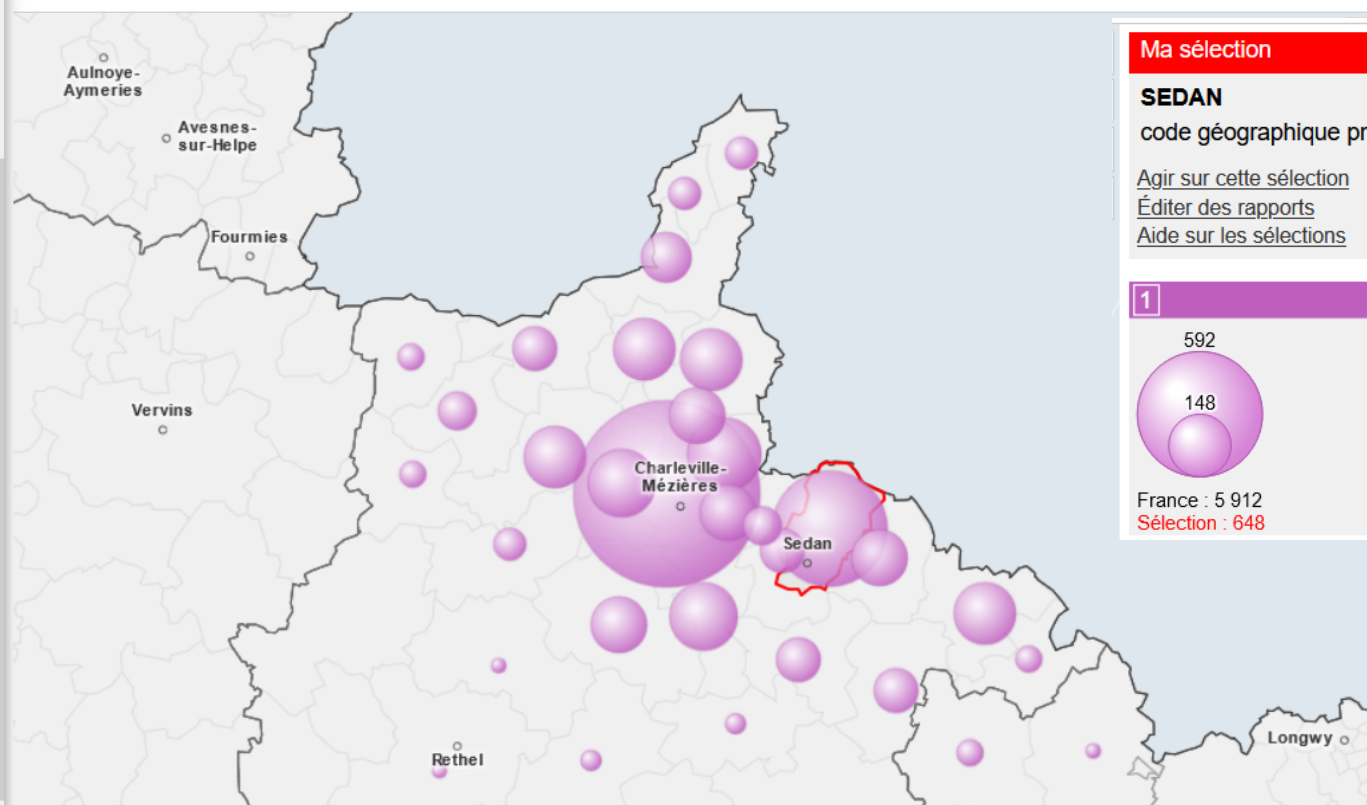 Aulnoye-
Aymeries
Avesnes-
sur-Helpe
Fourmies
Vervins
Charleville-
Mézières
Sedan
Rethel
Longwy
Ma sélection
SEDAN
code géographique pr
Agir sur cette sélection
Éditer des rapports
Aide sur les sélections
1
592
148
France : 5 912
Sélection : 648